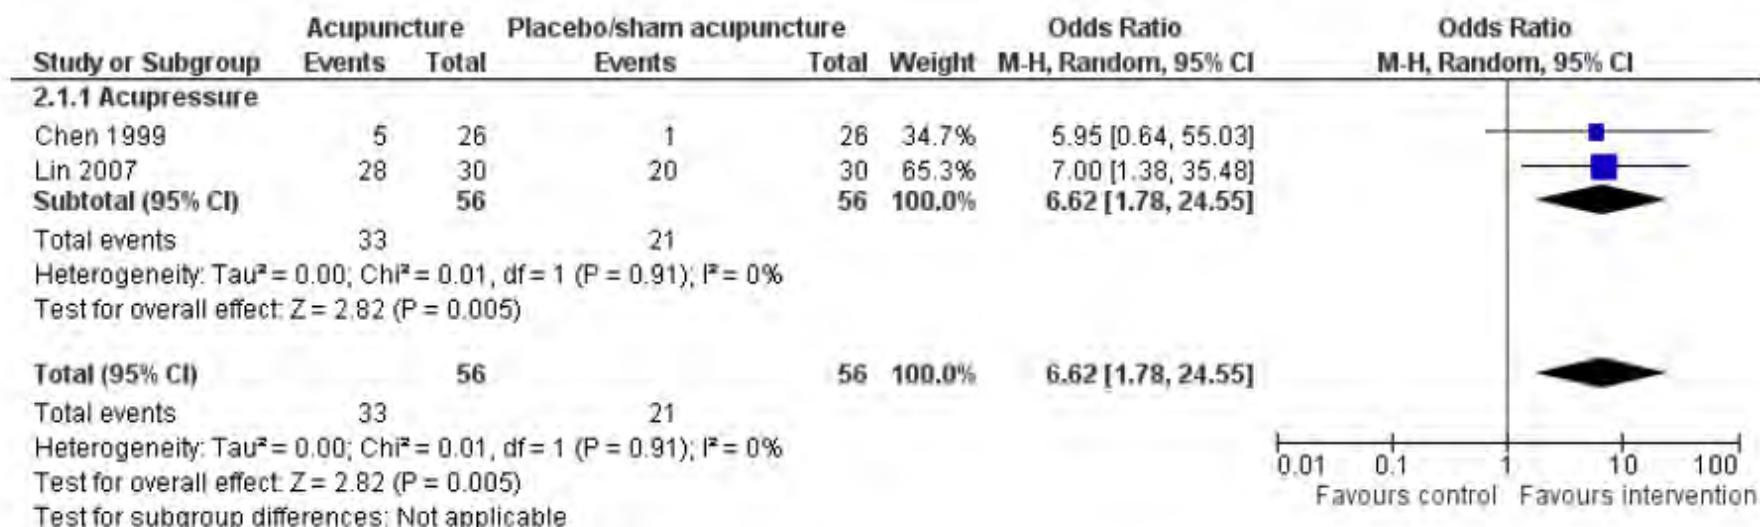 Acupuncture Placebo/sham acupuncture Odds Ratio Odds Ratio
Study or Subgroup Events Total Events Total Weight M-H, Random, 95% CI M-H, Random, 95% CI
2.1.1 Acupressure
Chen 1999 5 26 1 26 34.7% 5.95 [0.64, 55.03]
Lin 2007 28 30 20 30 65.3% 7.00 [1.38, 35.48]
Subtotal (95% CI) 56 56 100.0% 6.62 [1.78, 24.55]
Total events 33 21
Heterogeneity: Tau² = 0.00; Chi² = 0.01, df = 1 (P = 0.91); I² = 0%
Test for overall effect: Z = 2.82 (P = 0.005)
Total (95% CI) 56 56 100.0% 6.62 [1.78, 24.55]
Total events 33 21
Heterogeneity: Tau² = 0.00; Chi² = 0.01, df = 1 (P = 0.91); I² = 0%
Test for overall effect: Z = 2.82 (P = 0.005)
Test for subgroup differences: Not applicable
0.01 0.1 1 10 100
Favours control Favours intervention